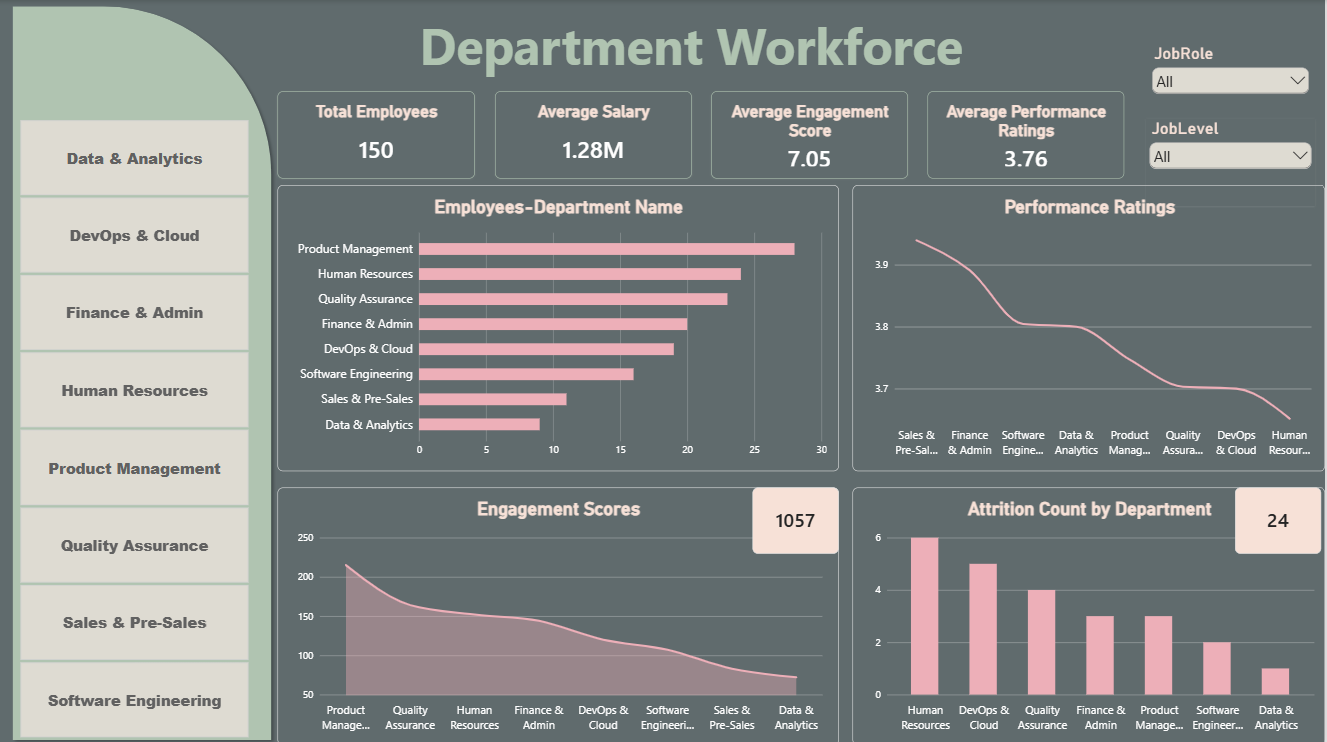 Department Workforce
JobRole
All
JobLevel
All
Data & Analytics
DevOps & Cloud
Finance & Admin
Human Resources
Product Management
Quality Assurance
Sales & Pre-Sales
Software Engineering
Total Employees
150
Average Salary
1.28M
Average Engagement
Score
7.05
Average Performance
Ratings
3.76
Employees-Department Name
Product Management
Human Resources
Quality Assurance
Finance & Admin
DevOps & Cloud
Software Engineering
Sales & Pre-Sales
Data & Analytics
0 5 10 15 20 25 30
Performance Ratings
3.9
3.8
3.7
Sales & Finance Software Data & Product Quality DevOps Human
Pre-Sal... & Admin Engine... Analytics Manag... Assura... & Cloud Resour...
Engagement Scores
1057
250
200
150
100
50
Product Quality Human Finance & DevOps & Software Sales & Data &
Manage... Assurance Resources Admin Cloud Engineeri... Pre-Sales Analytics
Attrition Count by Department
24
6
4
2
0
Human DevOps & Quality Finance & Product Software Data &
Resources Cloud Assurance Admin Manage... Engineer... Analytics